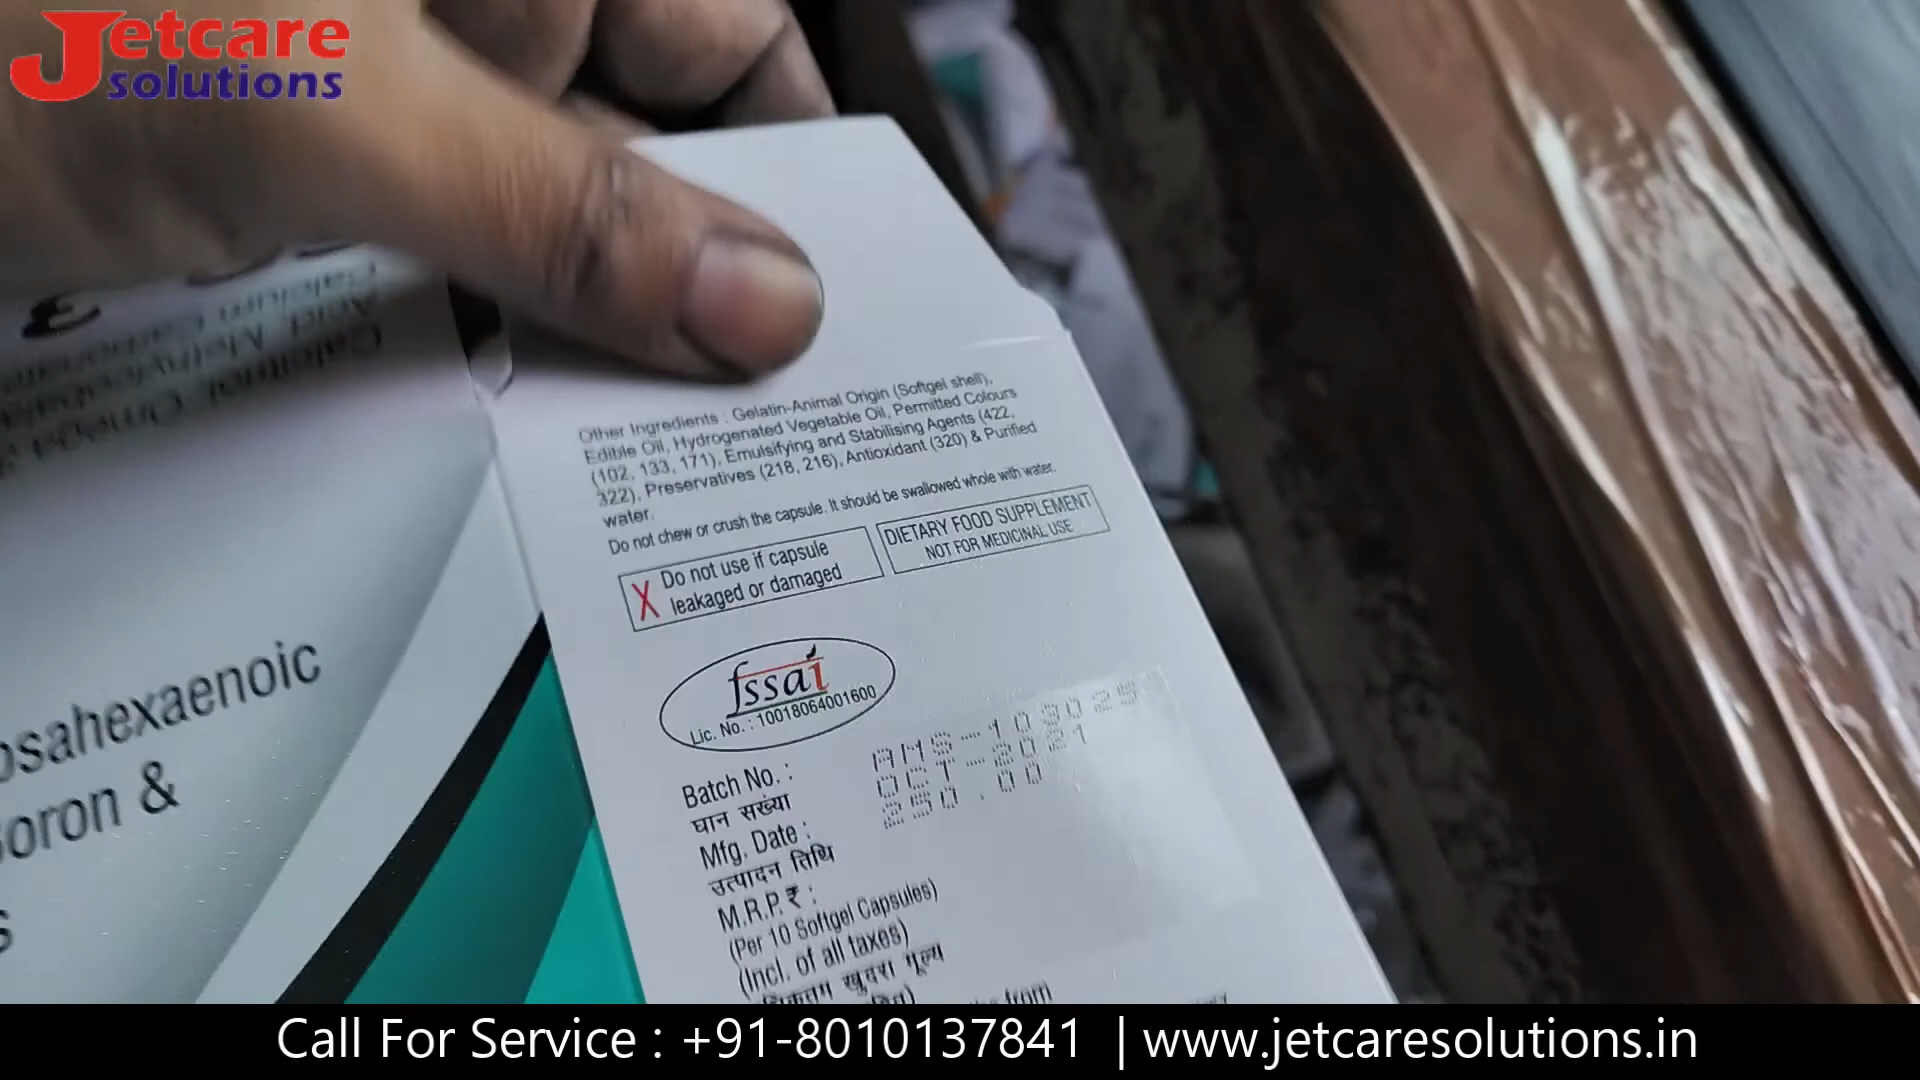 Jetcare
solutions
Other Ingredients : Gelatin-Animal Origin (Softgel shell),
Edible Oil, Hydrogenated Vegetable Oil, Permitted Colours
(102, 133, 171), Emulsifying and Stabilising Agents (422,
322), Preservatives (218, 216), Antioxidant (320) & Purified
water.
Do not chew or crush the capsule. It should be swallowed whole with water.
X Do not use if capsule
leakaged or damaged
DIETARY FOOD SUPPLEMENT
NOT FOR MEDICINAL USE
fssai
Lic. No. : 10018064001600
Batch No. : AMS-109025
घान सख्या
Mfg. Date : OCT-2021
उत्पादन तिथि
M.R.P. ₹ : 250.00
(Per 10 Softgel Capsules)
(Incl. of all taxes)
खुदरा मूल्य
from
osahexaenoic
oron &
s
Call For Service : +91-8010137841 | www.jetcaresolutions.in